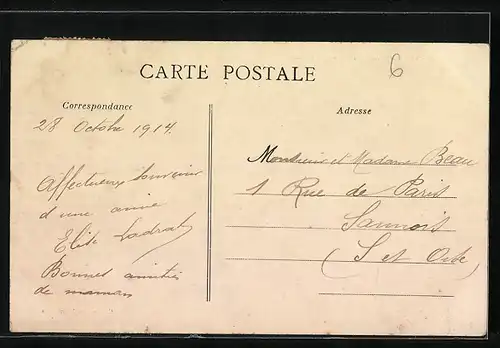 CARTE POSTALE
6
Correspondance
28 Octobre 1914.
Affectueux souvenir
d'une amie
Elise
Bonnes amitiés
de maman
Adresse
Monsieur et Madame Beau
1 Rue de Paris
Sannois
(S et Oise)